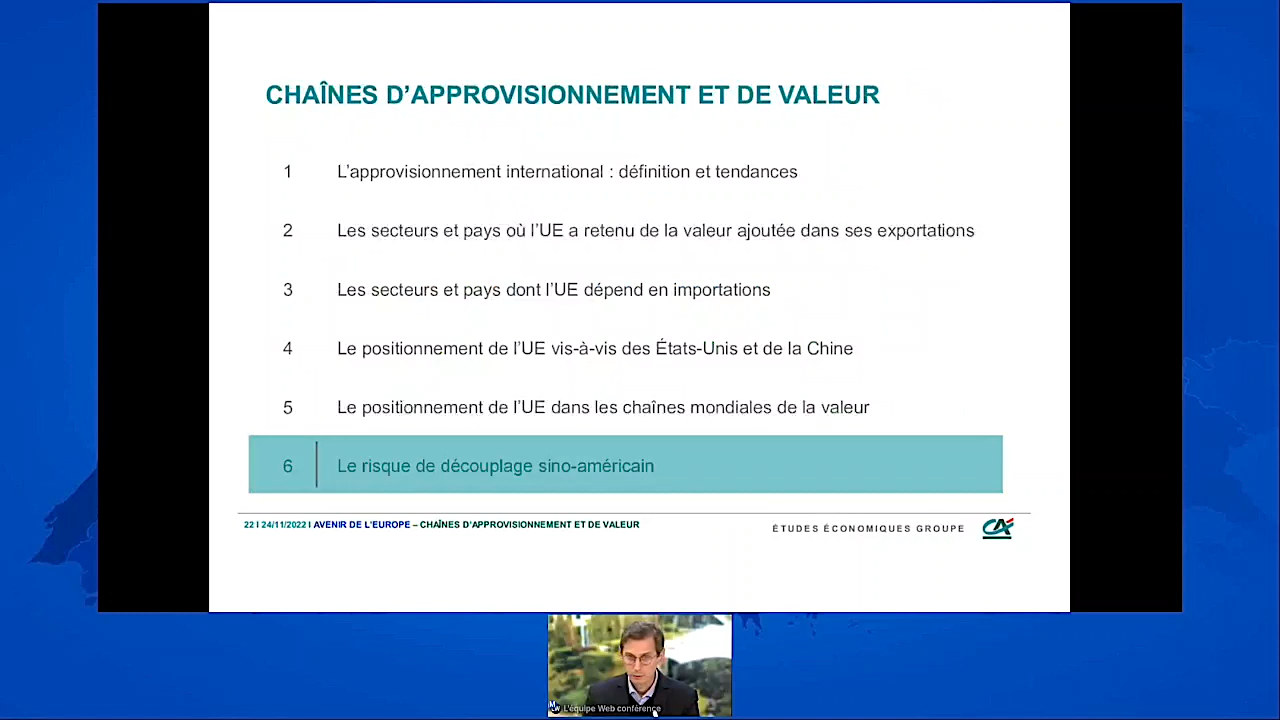 CHAÎNES D’APPROVISIONNEMENT ET DE VALEUR
1 L’approvisionnement international : définition et tendances
2 Les secteurs et pays où l’UE a retenu de la valeur ajoutée dans ses exportations
3 Les secteurs et pays dont l’UE dépend en importations
4 Le positionnement de l’UE vis-à-vis des États-Unis et de la Chine
5 Le positionnement de l’UE dans les chaînes mondiales de la valeur
6 Le risque de découplage sino-américain
22 I 24/11/2022 I AVENIR DE L’EUROPE – CHAÎNES D’APPROVISIONNEMENT ET DE VALEUR
ÉTUDES ÉCONOMIQUES GROUPE
CA
L'équipe Web conférence